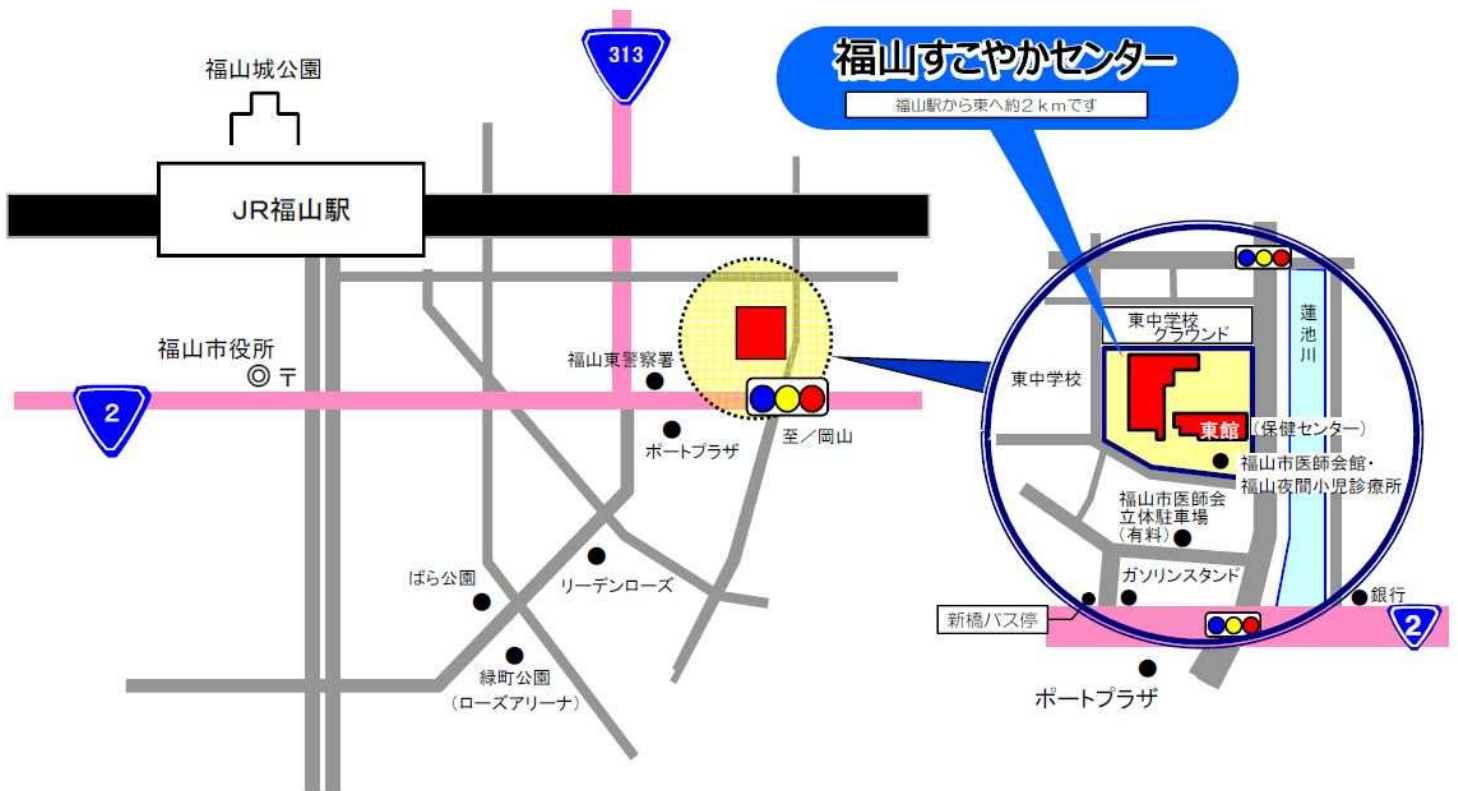 福山城公園
313
福山すこやかセンター
福山駅から東へ約2kmです
JR福山駅
福山市役所
◎〒
福山東警察署
2
ポートプラザ
至／岡山
ばら公園
リーデンローズ
緑町公園
(ローズアリーナ)
東中学校
グラウンド
蓮池川
東中学校
東館
(保健センター)
福山市医師会館・
福山夜間小児診療所
福山市医師会
立体駐車場
(有料)
ガソリンスタンド
新橋バス停
銀行
2
ポートプラザ